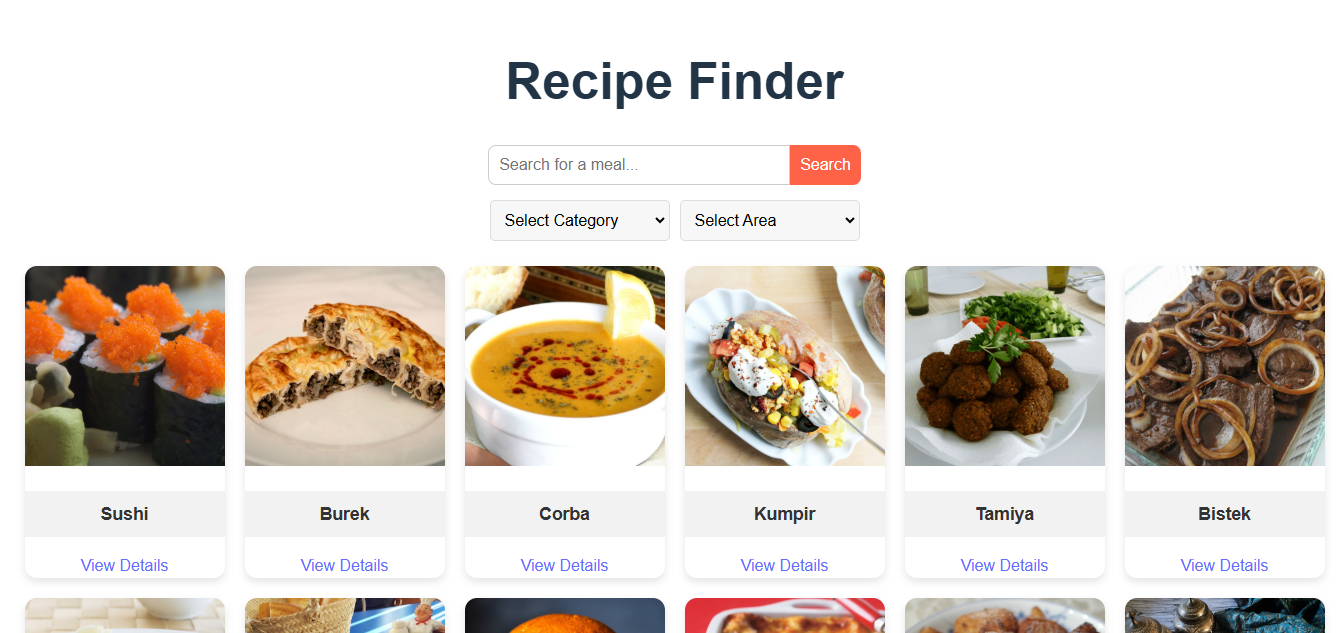 Recipe Finder
Search for a meal...
Search
Select Category
Select Area
Sushi
Burek
Corba
Kumpir
Tamiya
Bistek
View Details
View Details
View Details
View Details
View Details
View Details